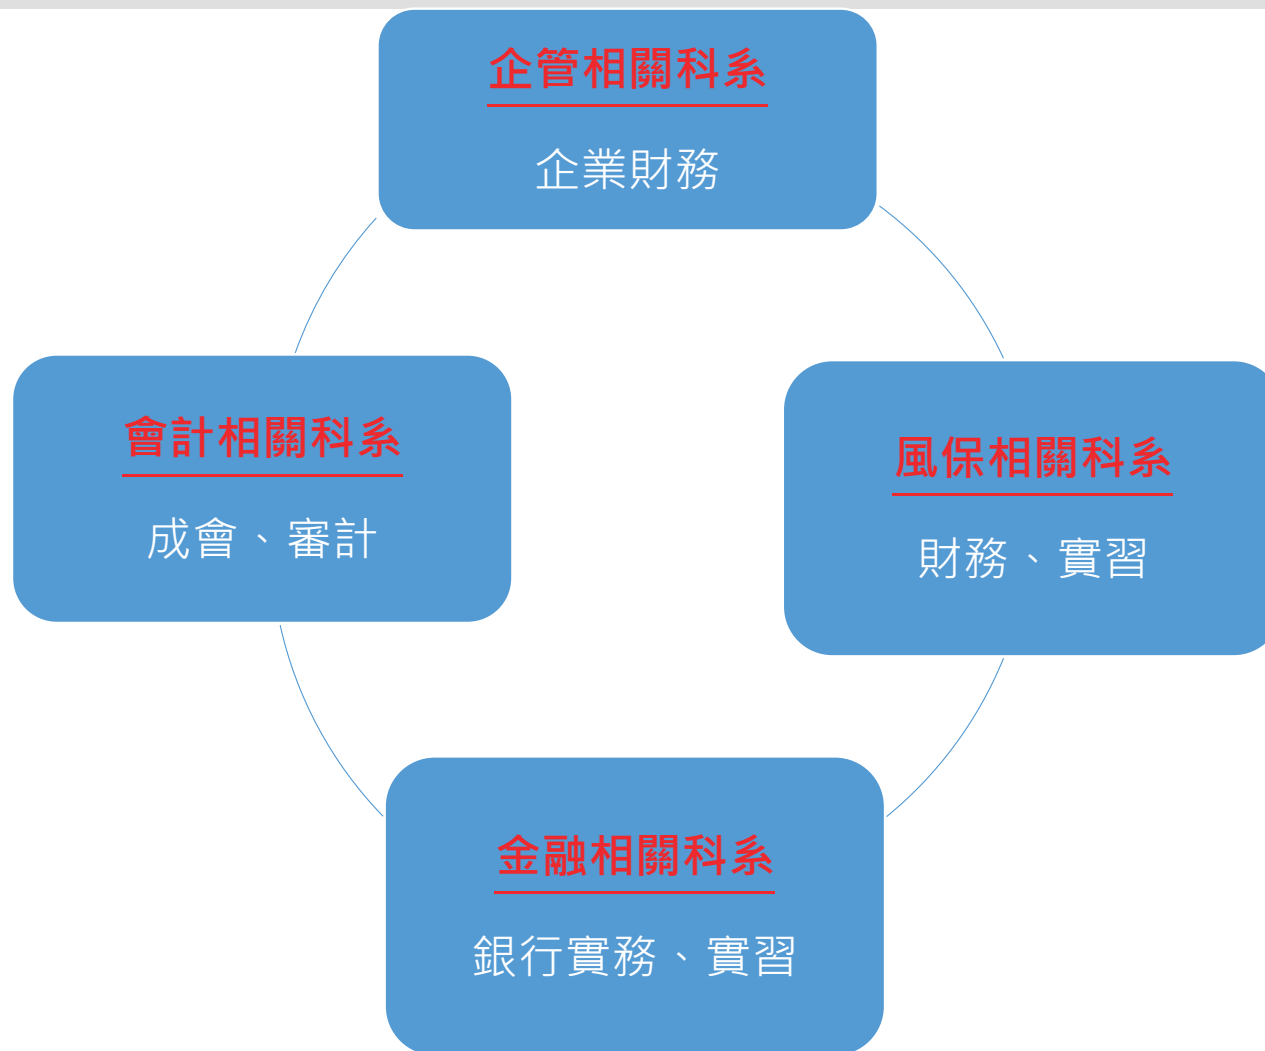 企管相關科系
企業財務
會計相關科系
成會、審計
風保相關科系
財務、實習
金融相關科系
銀行實務、實習